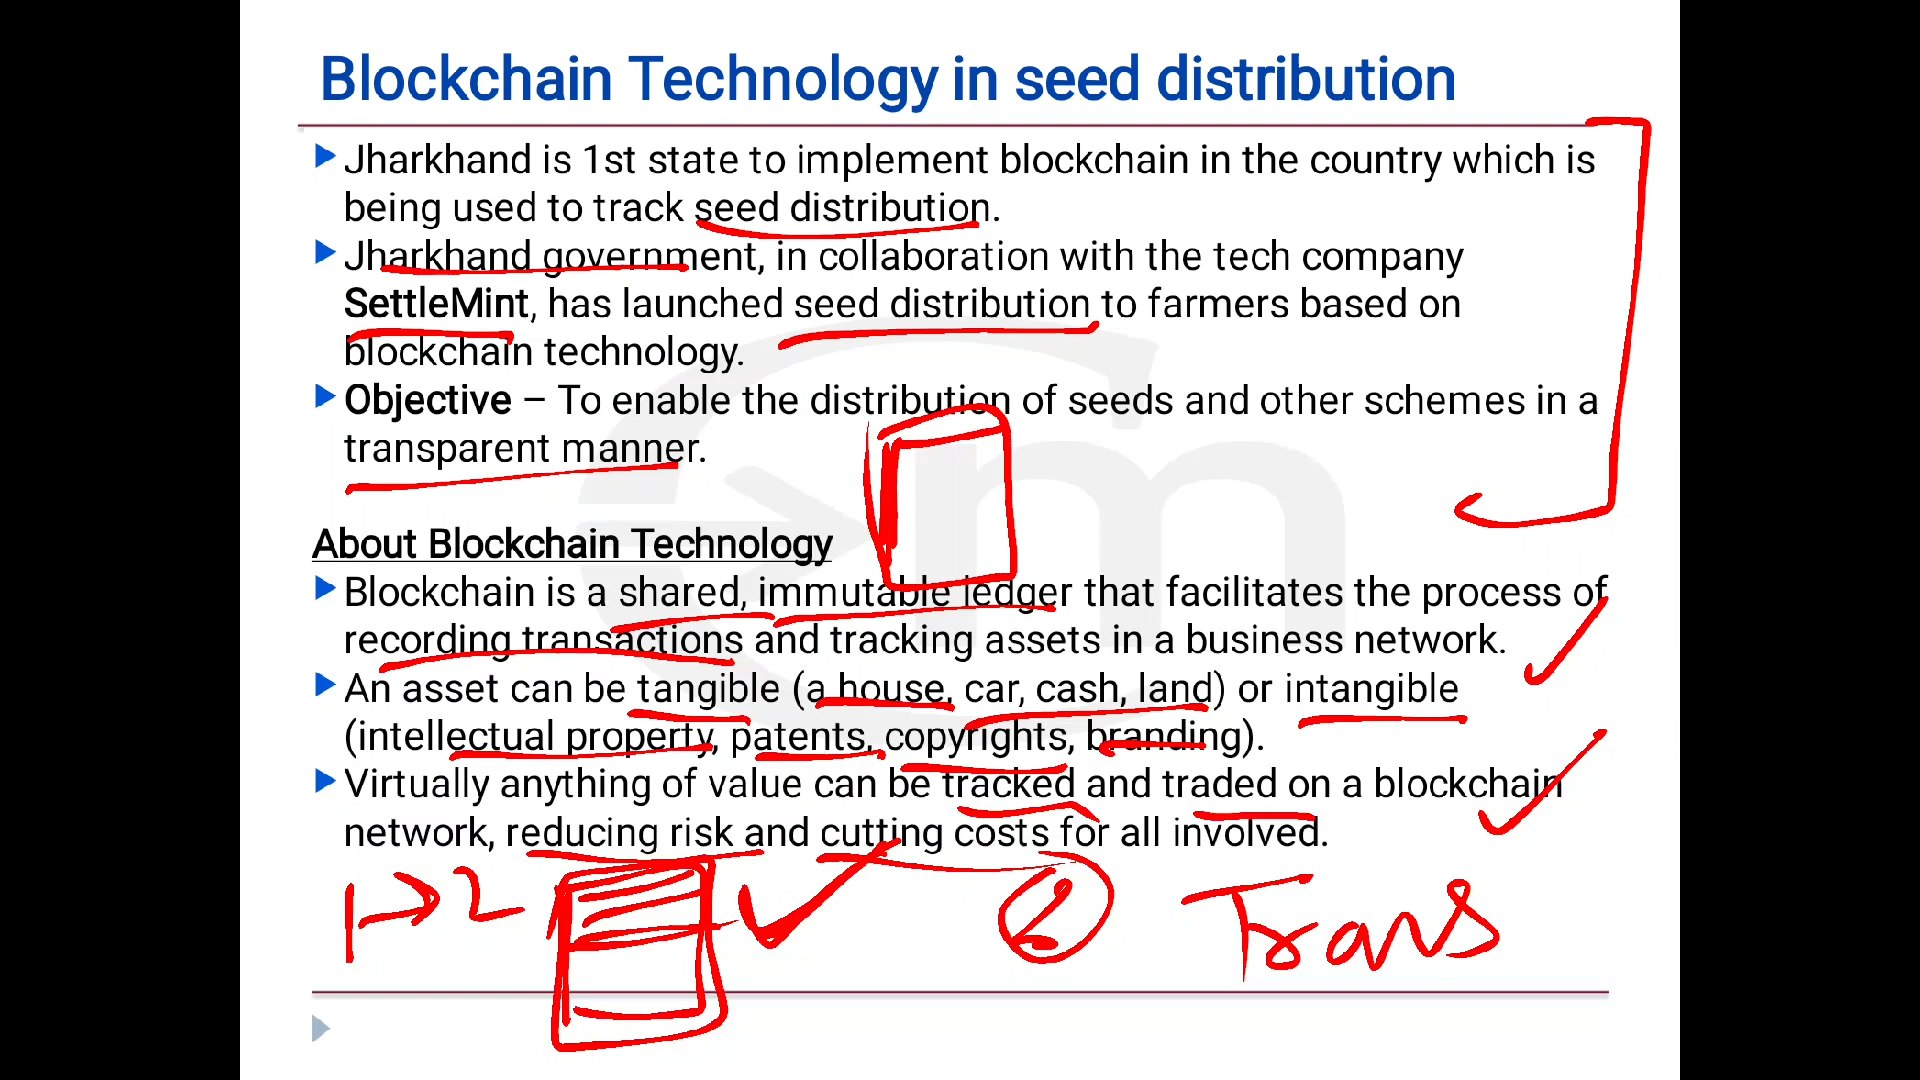 Blockchain Technology in seed distribution
Jharkhand is 1st state to implement blockchain in the country which is
being used to track seed distribution.
Jharkhand government, in collaboration with the tech company
SettleMint, has launched seed distribution to farmers based on
blockchain technology.
Objective – To enable the distribution of seeds and other schemes in a
transparent manner.
About Blockchain Technology
Blockchain is a shared, immutable ledger that facilitates the process of
recording transactions and tracking assets in a business network.
An asset can be tangible (a house, car, cash, land) or intangible
(intellectual property, patents, copyrights, branding).
Virtually anything of value can be tracked and traded on a blockchain
network, reducing risk and cutting costs for all involved.
1→2
Trans